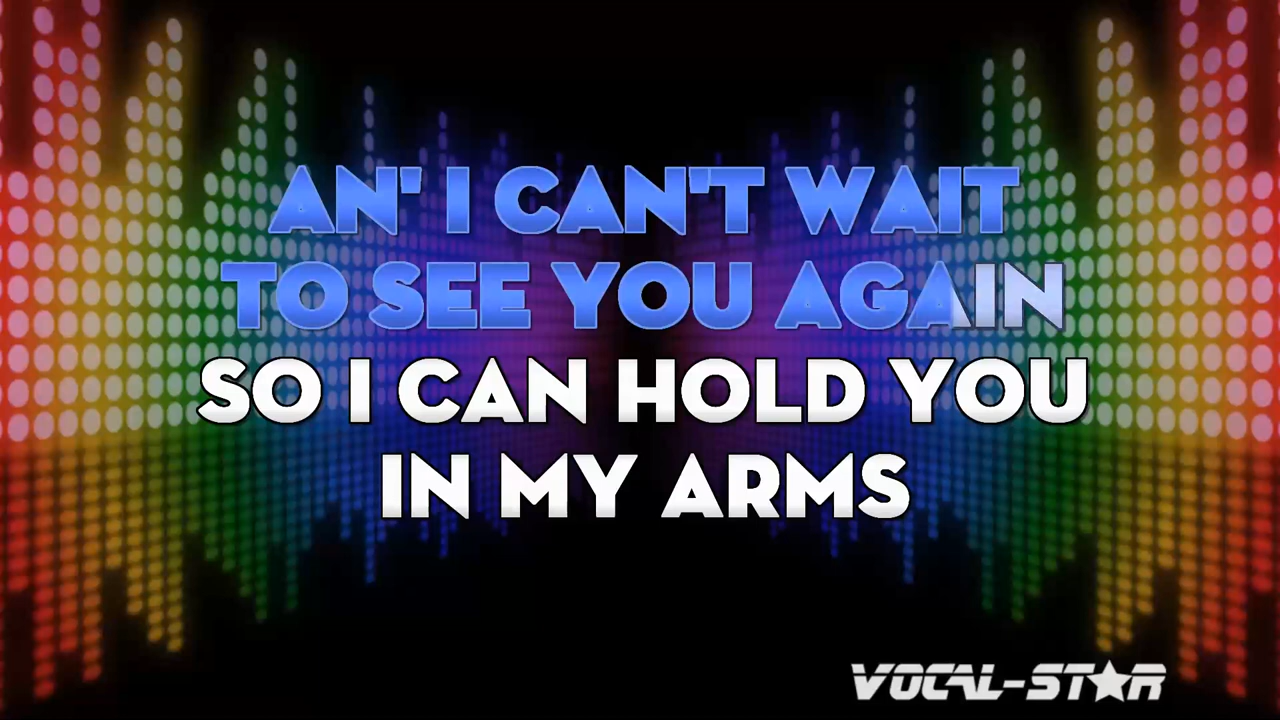 AN' I CAN'T WAIT
TO SEE YOU AGAIN
SO I CAN HOLD YOU
IN MY ARMS
VOCAL-STAR